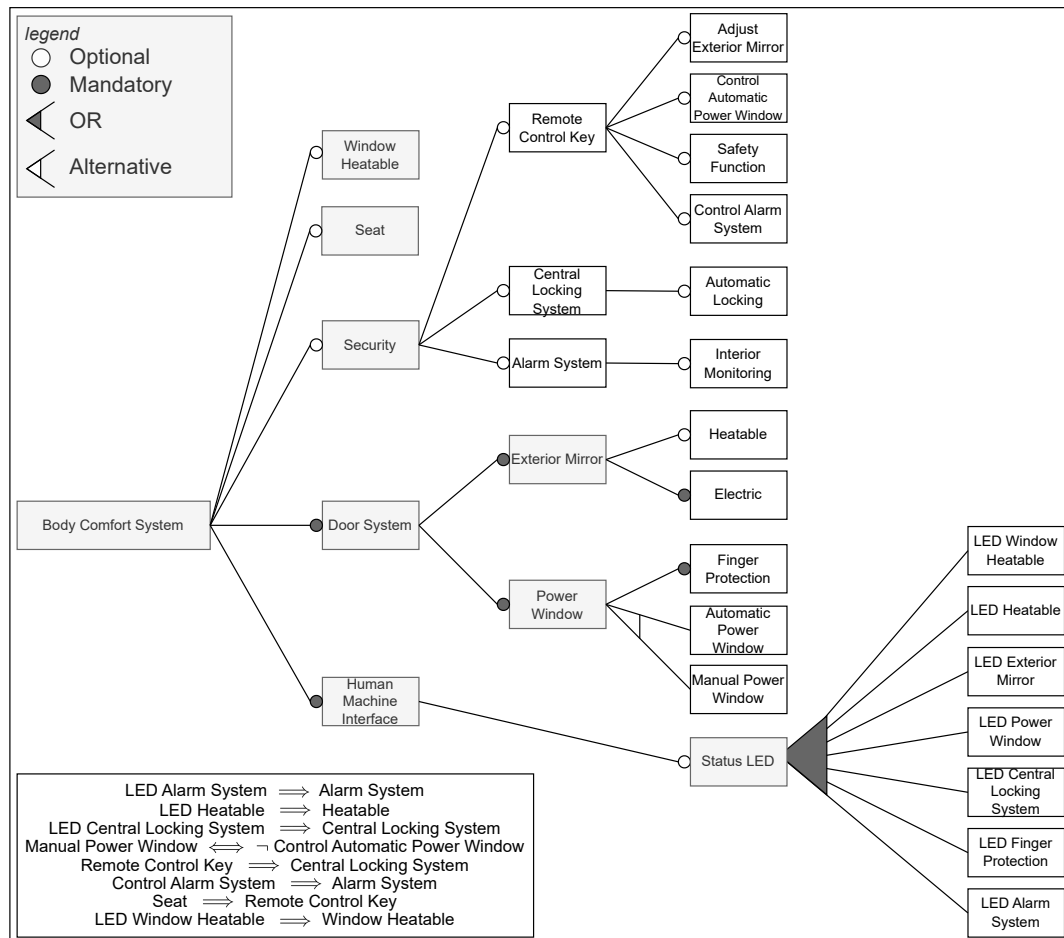 legend
Optional
Mandatory
OR
Alternative
Adjust
Exterior Mirror
Control
Automatic
Power Window
Safety
Function
Control Alarm
System
Remote
Control Key
Window
Heatable
Seat
Security
Central
Locking
System
Automatic
Locking
Alarm System
Interior
Monitoring
Body Comfort System
Door System
Exterior Mirror
Heatable
Electric
Power
Window
Finger
Protection
Automatic
Power
Window
Manual Power
Window
Human
Machine
Interface
Status LED
LED Window
Heatable
LED Heatable
LED Exterior
Mirror
LED Power
Window
LED Central
Locking
System
LED Finger
Protection
LED Alarm
System
LED Alarm System ⟹ Alarm System
LED Heatable ⟹ Heatable
LED Central Locking System ⟹ Central Locking System
Manual Power Window ⟺ ¬ Control Automatic Power Window
Remote Control Key ⟹ Central Locking System
Control Alarm System ⟹ Alarm System
Seat ⟹ Remote Control Key
LED Window Heatable ⟹ Window Heatable